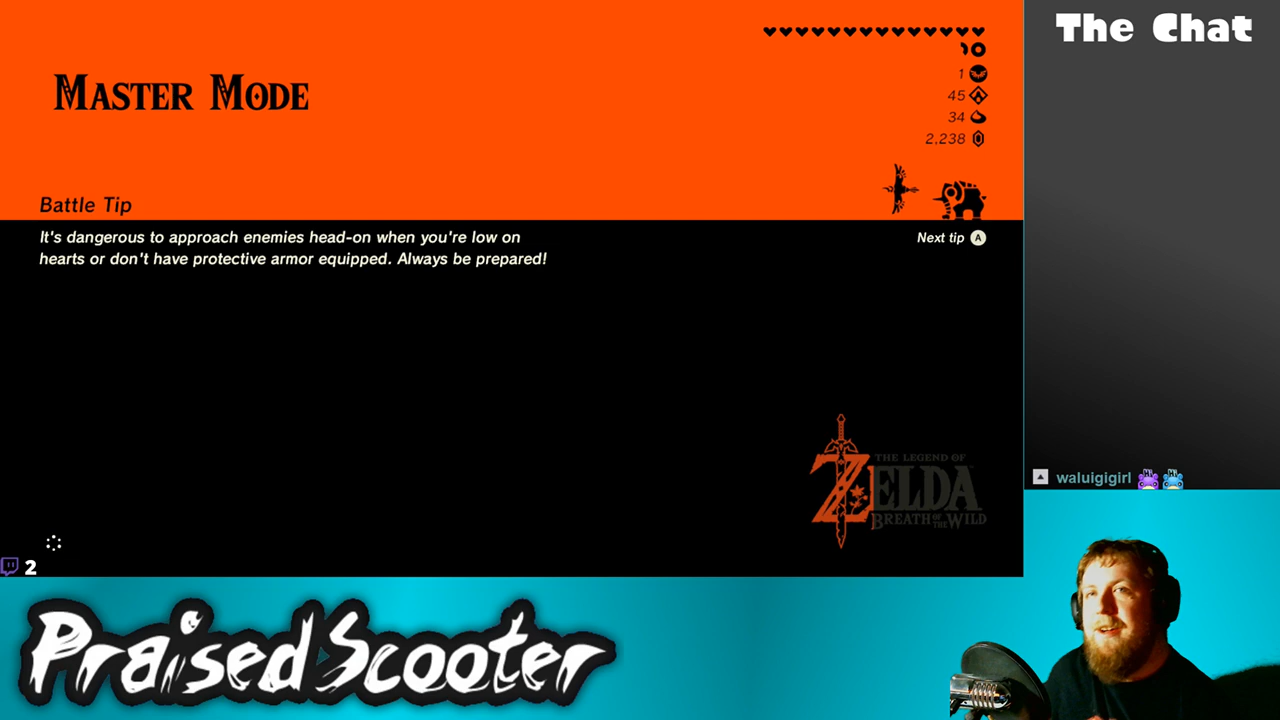 The Chat
MASTER MODE
1
45
34
2,238
Battle Tip
It's dangerous to approach enemies head-on when you're low on
hearts or don't have protective armor equipped. Always be prepared!
Next tip A
THE LEGEND OF
ZELDA
BREATH OF THE WILD
waluigigirl Hi Hi
2
PraisedScooter